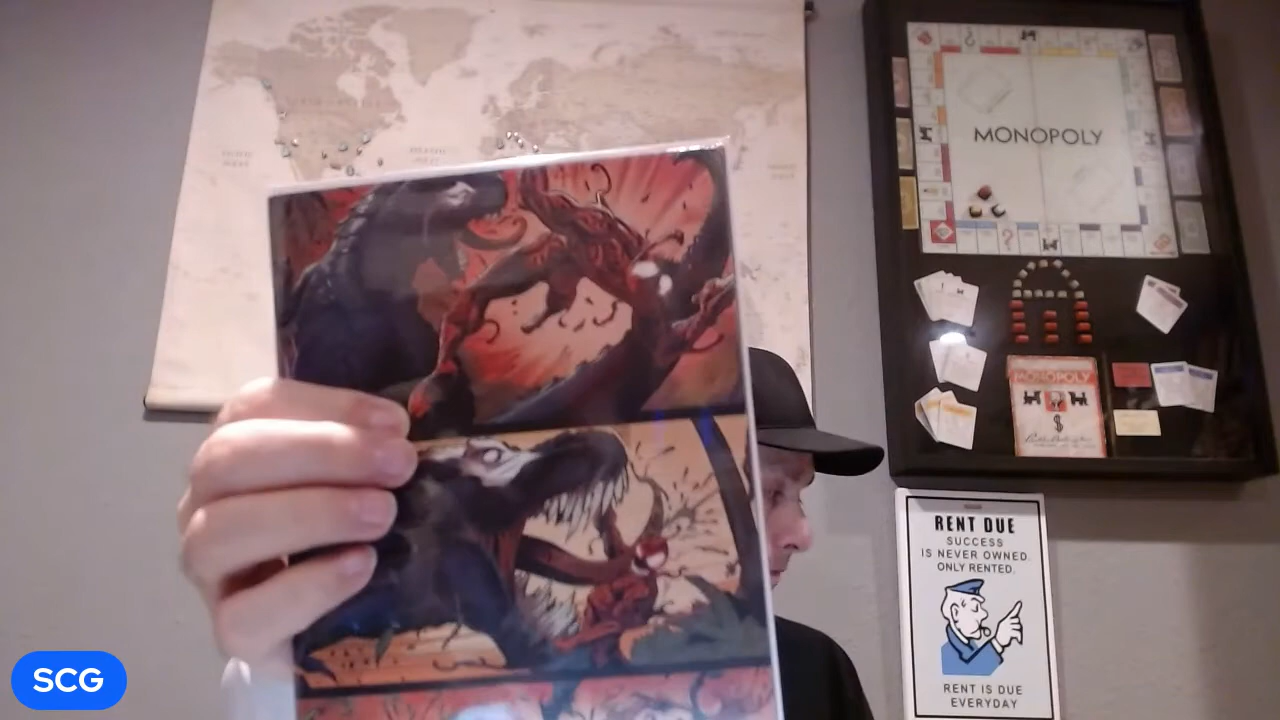 MONOPOLY
MONOPOLY
$
RENT DUE
SUCCESS
IS NEVER OWNED.
ONLY RENTED.
RENT IS DUE
EVERYDAY
SCG